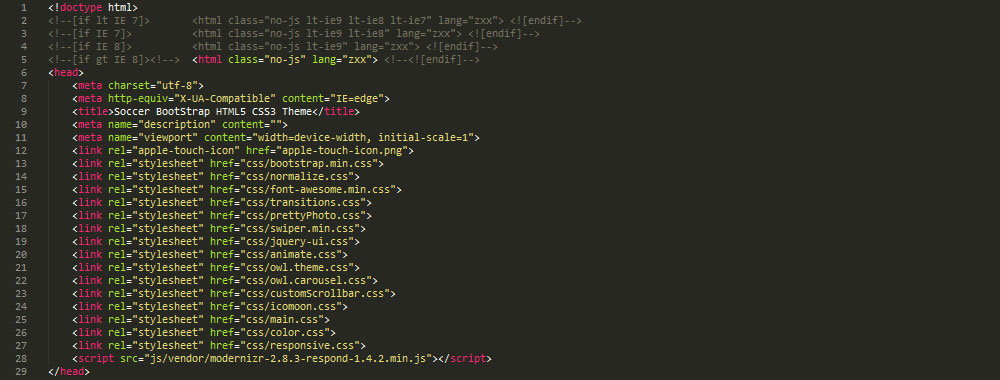 1 <!doctype html>
2 <!--[if lt IE 7]>      <html class="no-js lt-ie9 lt-ie8 lt-ie7" lang="zxx"> <![endif]-->
3 <!--[if IE 7]>         <html class="no-js lt-ie9 lt-ie8" lang="zxx"> <![endif]-->
4 <!--[if IE 8]>         <html class="no-js lt-ie9" lang="zxx"> <![endif]-->
5 <!--[if gt IE 8]><!--> <html class="no-js" lang="zxx"> <!--<![endif]-->
6 <head>
7     <meta charset="utf-8">
8     <meta http-equiv="X-UA-Compatible" content="IE=edge">
9     <title>Soccer BootStrap HTML5 CSS3 Theme</title>
10     <meta name="description" content="">
11     <meta name="viewport" content="width=device-width, initial-scale=1">
12     <link rel="apple-touch-icon" href="apple-touch-icon.png">
13     <link rel="stylesheet" href="css/bootstrap.min.css">
14     <link rel="stylesheet" href="css/normalize.css">
15     <link rel="stylesheet" href="css/font-awesome.min.css">
16     <link rel="stylesheet" href="css/transitions.css">
17     <link rel="stylesheet" href="css/prettyPhoto.css">
18     <link rel="stylesheet" href="css/swiper.min.css">
19     <link rel="stylesheet" href="css/jquery-ui.css">
20     <link rel="stylesheet" href="css/animate.css">
21     <link rel="stylesheet" href="css/owl.theme.css">
22     <link rel="stylesheet" href="css/owl.carousel.css">
23     <link rel="stylesheet" href="css/customScrollbar.css">
24     <link rel="stylesheet" href="css/icomoon.css">
25     <link rel="stylesheet" href="css/main.css">
26     <link rel="stylesheet" href="css/color.css">
27     <link rel="stylesheet" href="css/responsive.css">
28     <script src="js/vendor/modernizr-2.8.3-respond-1.4.2.min.js"></script>
29 </head>